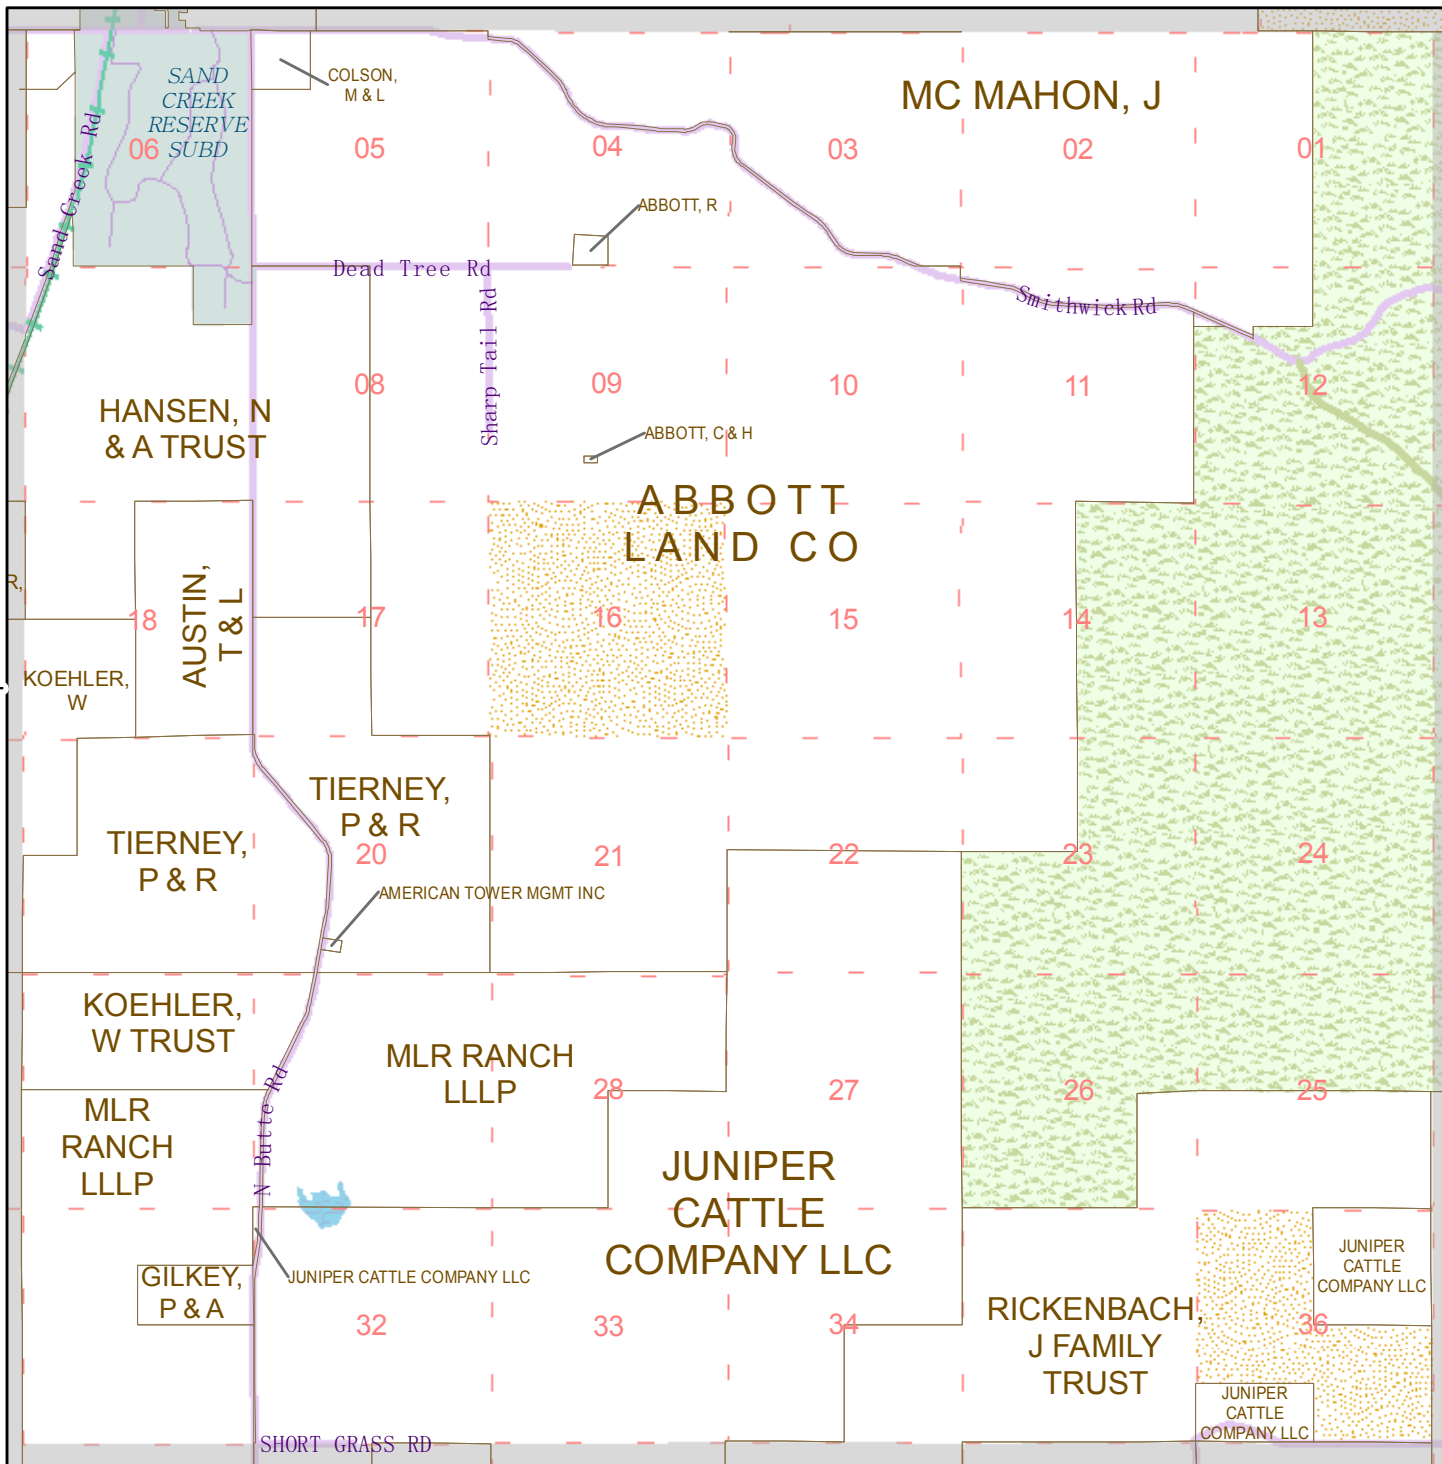 SAND
CREEK
RESERVE
SUBD
COLSON,
M & L
MC MAHON, J
06
05
04
03
02
01
Sand Creek Rd
ABBOTT, R
Dead Tree Rd
Smithwick Rd
Sharp Tail Rd
08
09
10
11
12
HANSEN, N
& A TRUST
ABBOTT, C & H
ABBOTT
LAND CO
R,
AUSTIN,
T & L
18
17
16
15
14
13
KOEHLER,
W
TIERNEY,
P & R
TIERNEY,
P & R
20
21
22
23
24
AMERICAN TOWER MGMT INC
KOEHLER,
W TRUST
MLR RANCH
LLLP
N Butte Rd
28
27
26
25
MLR
RANCH
LLLP
JUNIPER
CATTLE
COMPANY LLC
GILKEY,
P & A
JUNIPER CATTLE COMPANY LLC
JUNIPER
CATTLE
COMPANY LLC
RICKENBACH,
J FAMILY
TRUST
32
33
34
36
JUNIPER
CATTLE
COMPANY LLC
SHORT GRASS RD